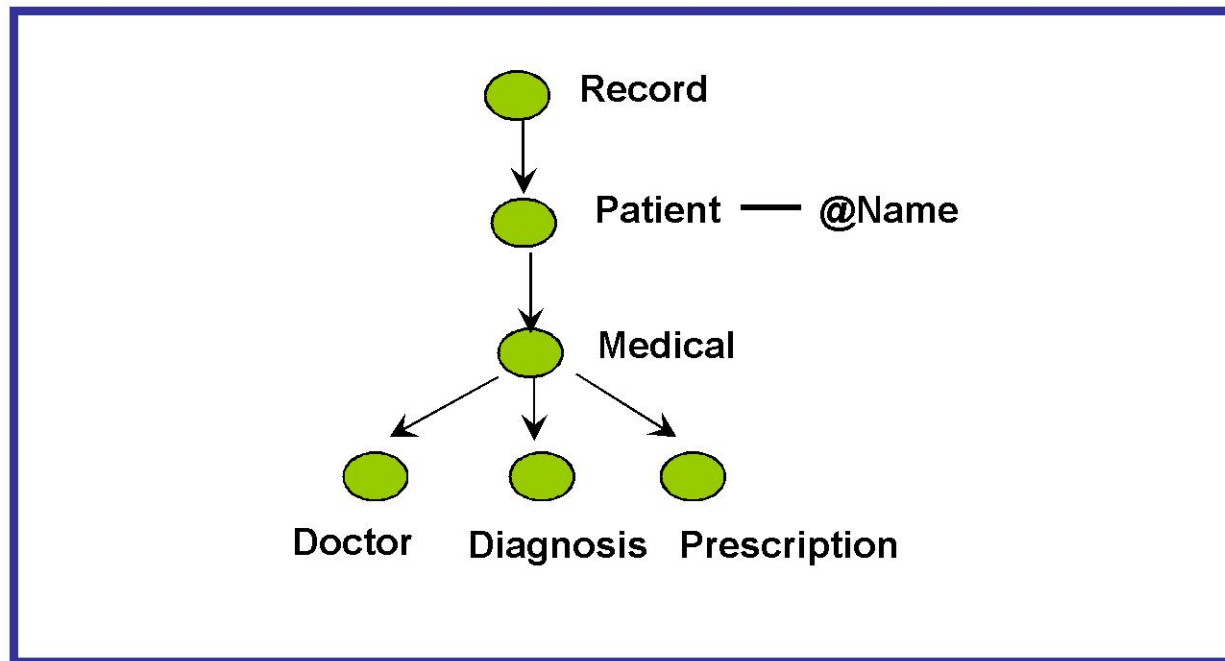 Record
Patient — @Name
Medical
Doctor Diagnosis Prescription